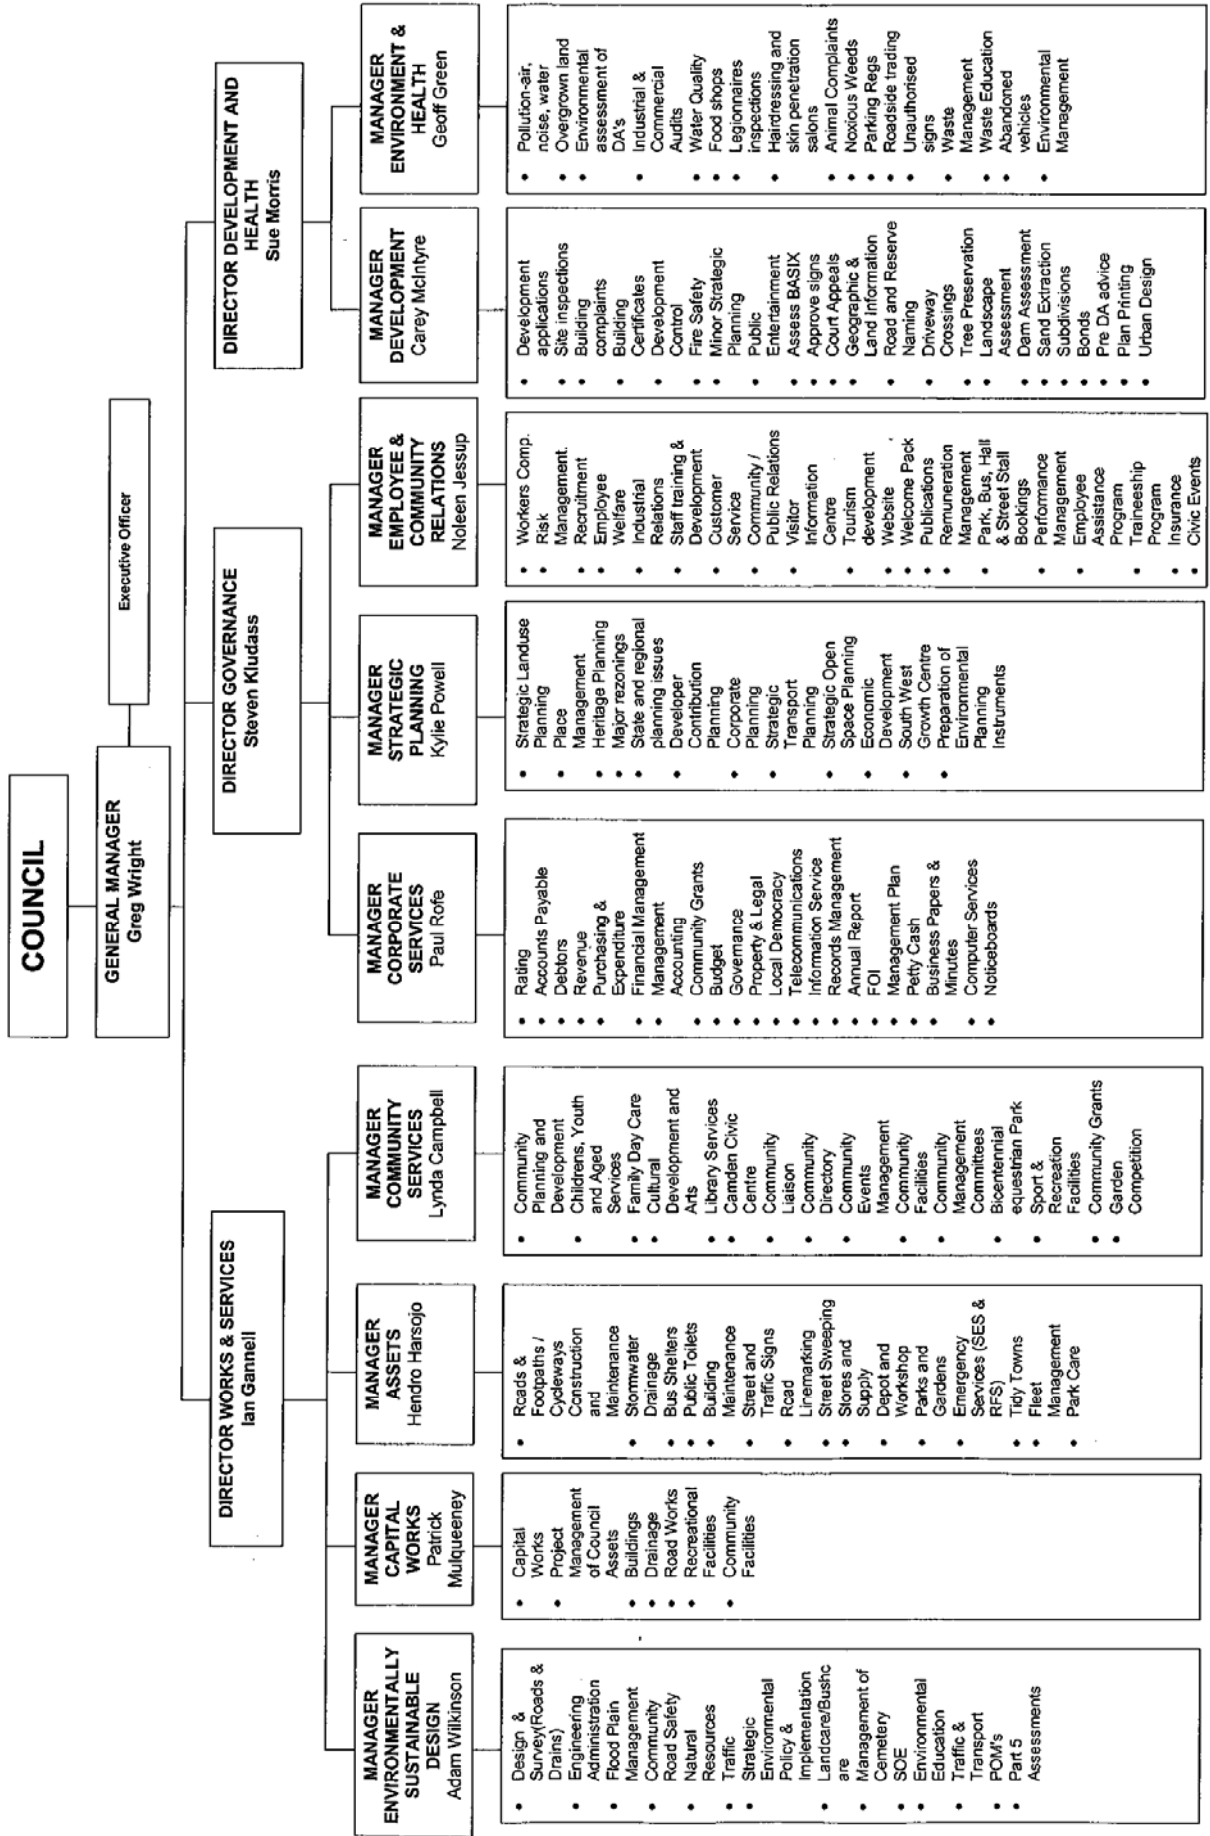 COUNCIL
GENERAL MANAGER
Greg Wright
Executive Officer
DIRECTOR WORKS & SERVICES
Ian Gannell
DIRECTOR GOVERNANCE
Steven Kludass
DIRECTOR DEVELOPMENT AND
HEALTH
Sue Morris
MANAGER
ENVIRONMENTALLY
SUSTAINABLE
DESIGN
Adam Wilkinson
• Design &
Survey(Roads &
Drains)
• Engineering
Administration
• Flood Plain
Management
• Community
Road Safety
• Natural
Resources
• Traffic
• Strategic
Environmental
Policy &
Implementation
• Landcare/Bushc
are
• Management of
Cemetery
• SOE
• Environmental
Education
• Traffic &
Transport
• POM's
• Part 5
Assessments
MANAGER
CAPITAL
WORKS
Patrick
Mulqueeney
• Capital
Works
• Project
Management
of Council
Assets
• Buildings
• Drainage
• Road Works
• Recreational
Facilities
• Community
Facilities
MANAGER
ASSETS
Hendro Harsojo
• Roads &
Footpaths /
Cycleways
Construction
and
Maintenance
• Stormwater
Drainage
• Bus Shelters
• Public Toilets
• Building
Maintenance
• Street and
Traffic Signs
• Road
Linemarking
• Street Sweeping
• Stores and
Supply
• Depot and
Workshop
• Parks and
Gardens
• Emergency
Services (SES &
RFS)
• Tidy Towns
• Fleet
Management
• Park Care
MANAGER
COMMUNITY
SERVICES
Lynda Campbell
• Community
Planning and
Development
• Childrens, Youth
and Aged
Services
• Family Day Care
• Cultural
Development and
Arts
• Library Services
• Camden Civic
Centre
• Community
Liaison
• Community
Directory
• Community
Events
Management
• Community
Facilities
• Community
Management
Committees
• Bicentennial
equestrian Park
• Sport &
Recreation
Facilities
• Community Grants
• Garden
Competition
MANAGER
CORPORATE
SERVICES
Paul Rofe
• Rating
• Accounts Payable
• Debtors
• Revenue
• Purchasing &
Expenditure
• Financial Management
• Management
Accounting
• Community Grants
• Budget
• Governance
• Property & Legal
• Local Democracy
• Telecommunications
• Information Service
• Records Management
• Annual Report
• FOI
• Management Plan
• Petty Cash
• Business Papers &
Minutes
• Computer Services
• Noticeboards
MANAGER
STRATEGIC
PLANNING
Kylie Powell
• Strategic Landuse
Planning
• Place
Management
• Heritage Planning
• Major rezonings
• State and regional
planning issues
• Developer
Contribution
Planning
• Corporate
Planning
• Strategic
Transport
Planning
• Strategic Open
Space Planning
• Economic
Development
• South West
Growth Centre
• Preparation of
Environmental
Planning
Instruments
MANAGER
EMPLOYEE &
COMMUNITY
RELATIONS
Noleen Jessup
• Workers Comp.
• Risk
Management.
• Recruitment
• Employee
Welfare
• Industrial
Relations
• Staff training &
Development
• Customer
Service
• Community /
Public Relations
• Visitor
Information
Centre
• Tourism
development
• Website
• Welcome Pack
• Publications
• Remuneration
Management
• Park, Bus, Hall
& Street Stall
Bookings
• Performance
Management
• Employee
Assistance
Program
• Traineeship
Program
• Insurance
• Civic Events
MANAGER
DEVELOPMENT
Carey McIntyre
• Development
applications
• Site inspections
• Building
complaints
• Building
Certificates
• Development
Control
• Fire Safety
• Minor Strategic
Planning
• Public
Entertainment
• Assess BASIX
• Approve signs
• Court Appeals
• Geographic &
Land Information
• Road and Reserve
Naming
• Driveway
Crossings
• Tree Preservation
• Landscape
Assessment
• Dam Assessment
• Sand Extraction
• Subdivisions
• Bonds
• Pre DA advice
• Plan Printing
• Urban Design
MANAGER
ENVIRONMENT &
HEALTH
Geoff Green
• Pollution-air,
noise, water
• Overgrown land
• Environmental
assessment of
DA's
• Industrial &
Commercial
Audits
• Water Quality
• Food shops
• Legionnaires
inspections
• Hairdressing and
skin penetration
salons
• Animal Complaints
• Noxious Weeds
• Parking Regs
• Roadside trading
• Unauthorised
signs
• Waste
Management
• Waste Education
• Abandoned
vehicles
• Environmental
Management